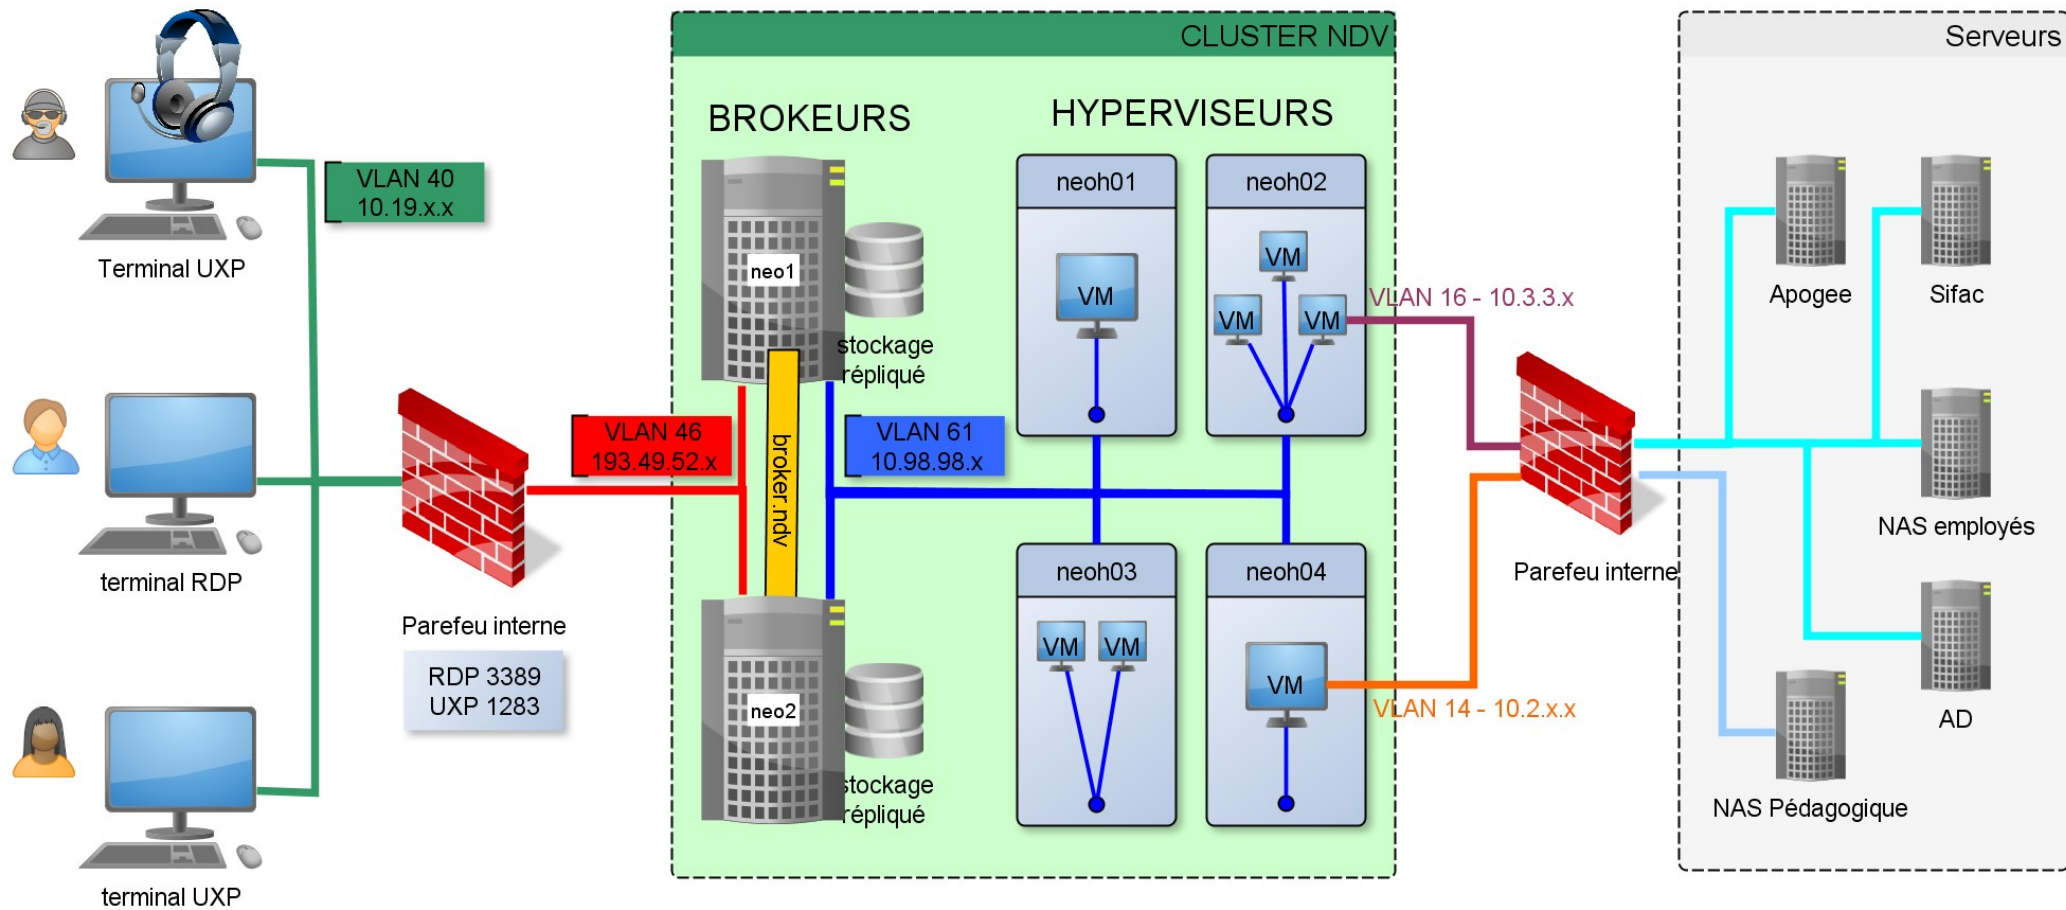 CLUSTER NDV
Serveurs
BROKEURS
HYPERVISEURS
VLAN 40
10.19.x.x
Terminal UXP
terminal RDP
terminal UXP
Parefeu interne
RDP 3389
UXP 1283
VLAN 46
193.49.52.x
neo1
stockage
répliqué
broker.ndv
neo2
stockage
répliqué
VLAN 61
10.98.98.x
neoh01
VM
neoh02
VM
VM
VM
neoh03
VM
VM
neoh04
VM
VLAN 16 - 10.3.3.x
VLAN 14 - 10.2.x.x
Parefeu interne
Apogee
Sifac
NAS employés
AD
NAS Pédagogique